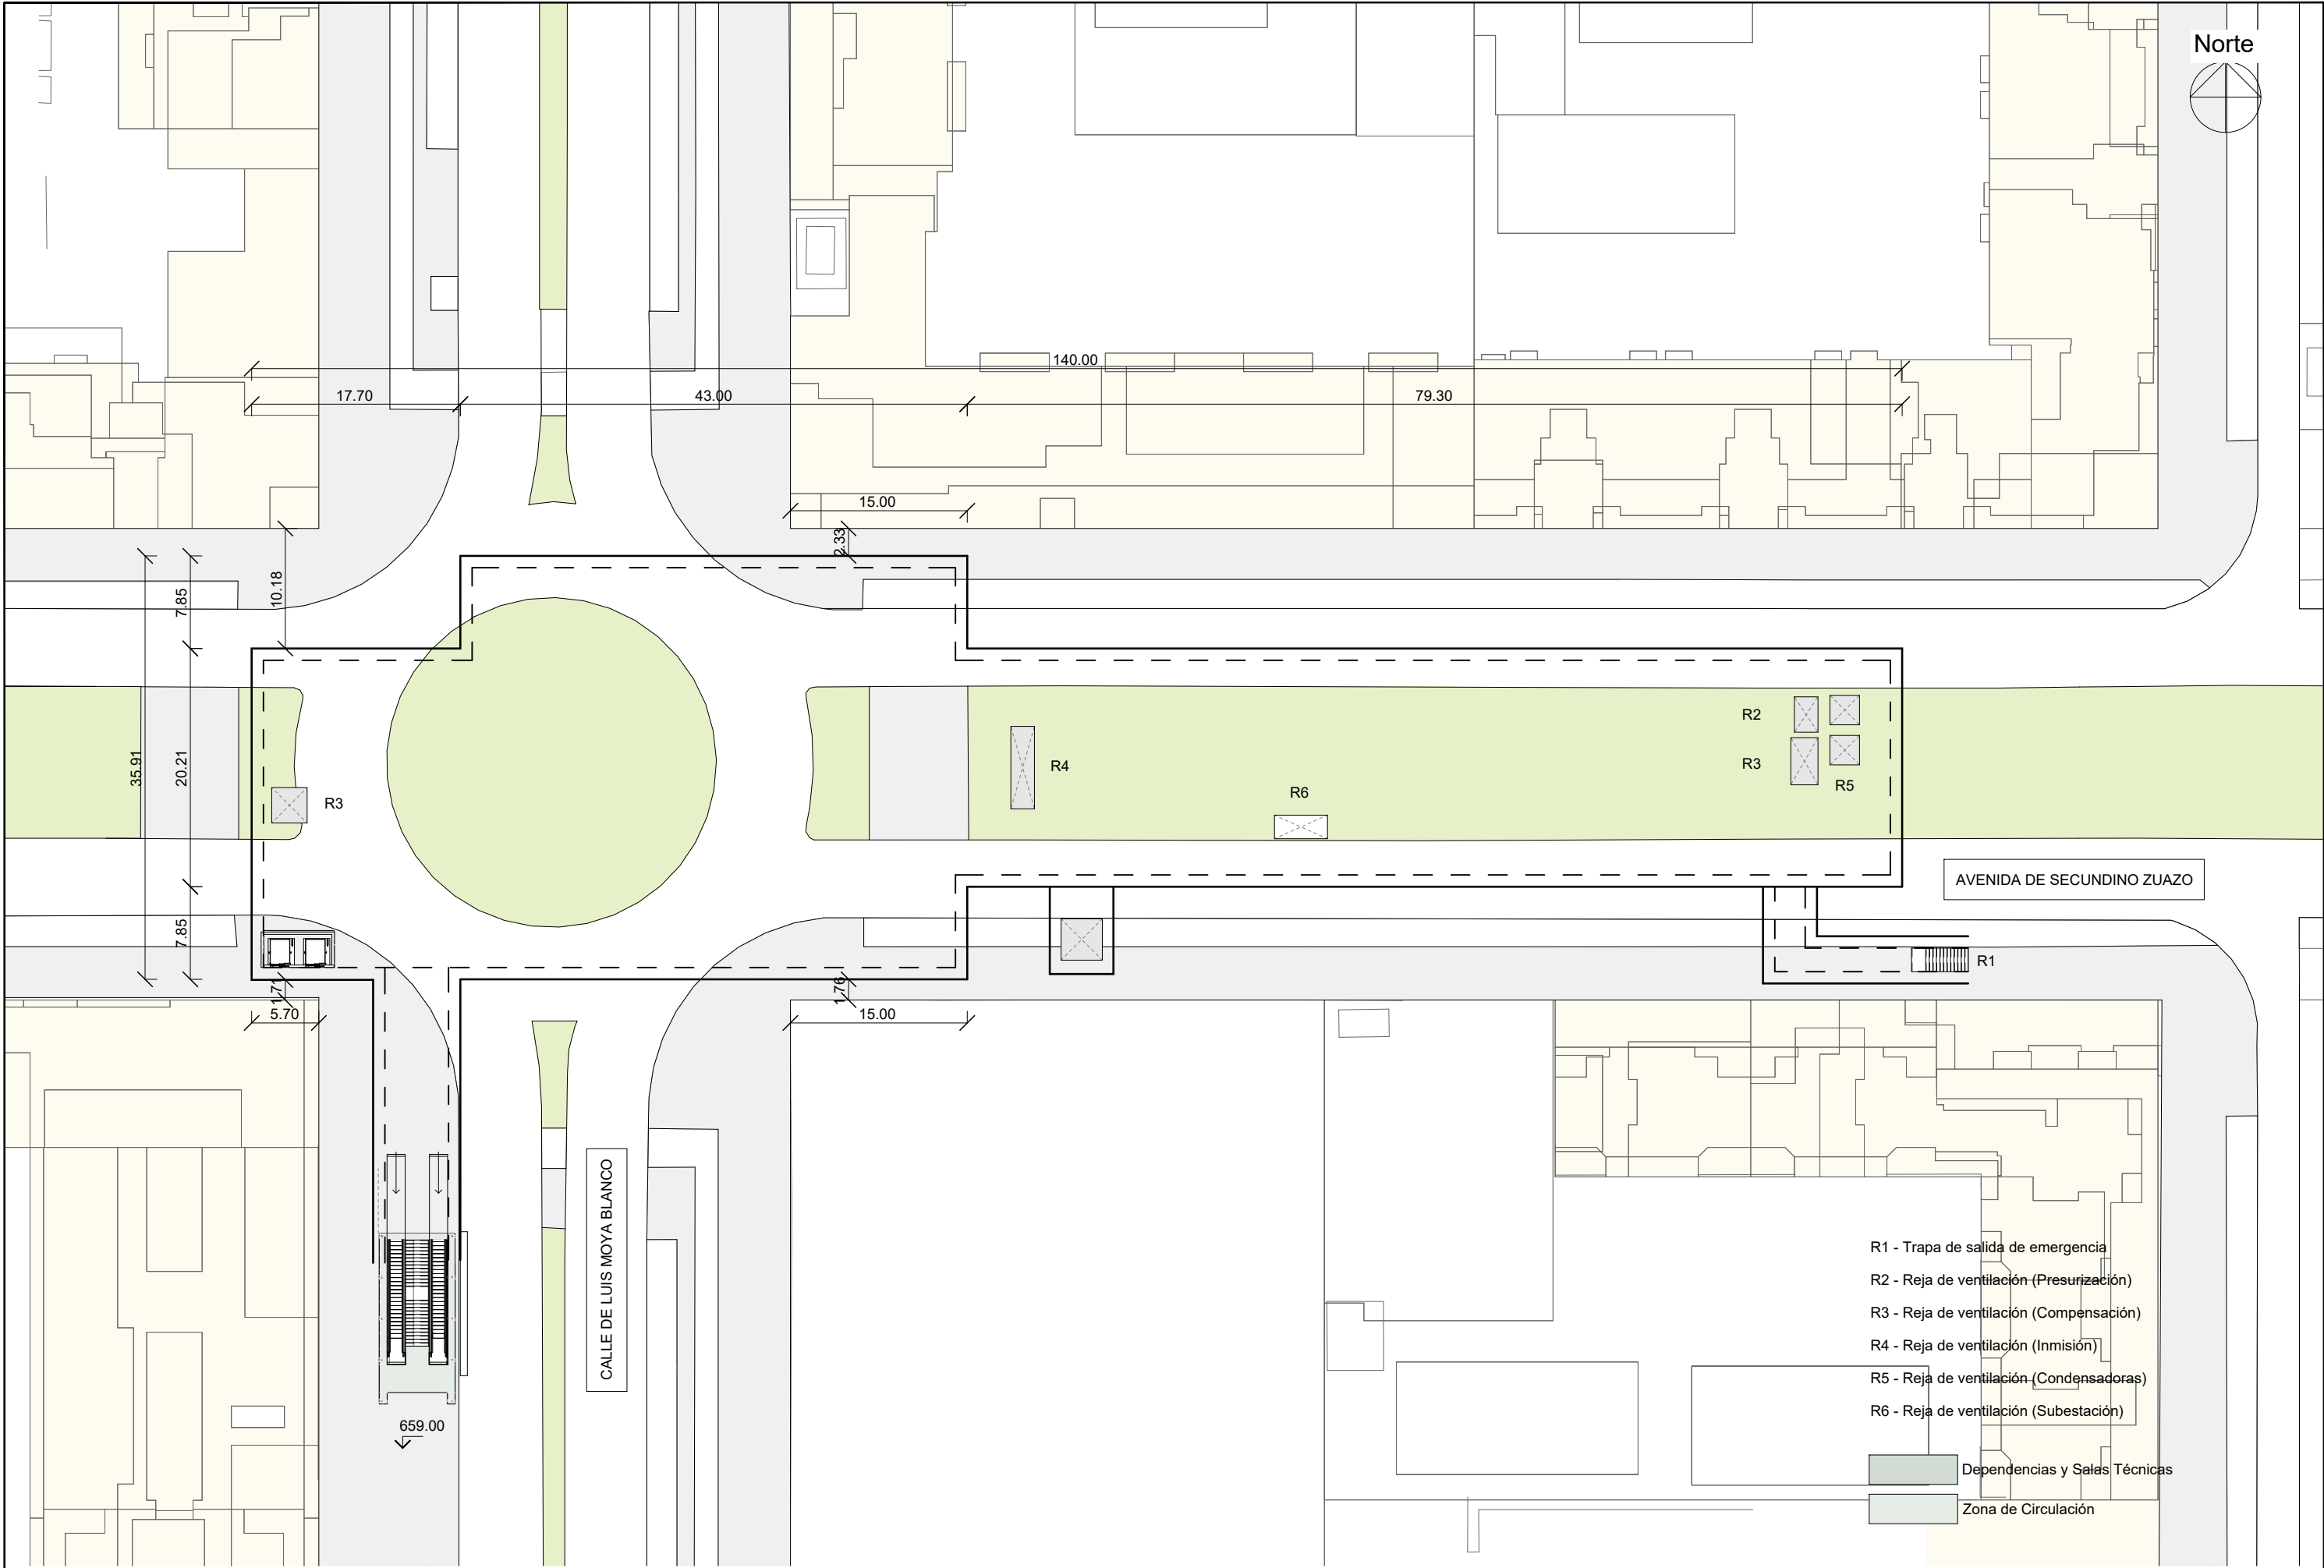 Norte
140.00
17.70
43.00
79.30
15.00
2.33
10.18
7.85
35.91
20.21
7.85
R2
R3
R5
R4
R6
R3
AVENIDA DE SECUNDINO ZUAZO
R1
1.71
5.70
1.76
15.00
CALLE DE LUIS MOYA BLANCO
659.00
R1 - Trapa de salida de emergencia
R2 - Reja de ventilación (Presurización)
R3 - Reja de ventilación (Compensación)
R4 - Reja de ventilación (Inmisión)
R5 - Reja de ventilación (Condensadoras)
R6 - Reja de ventilación (Subestación)
Dependencias y Salas Técnicas
Zona de Circulación